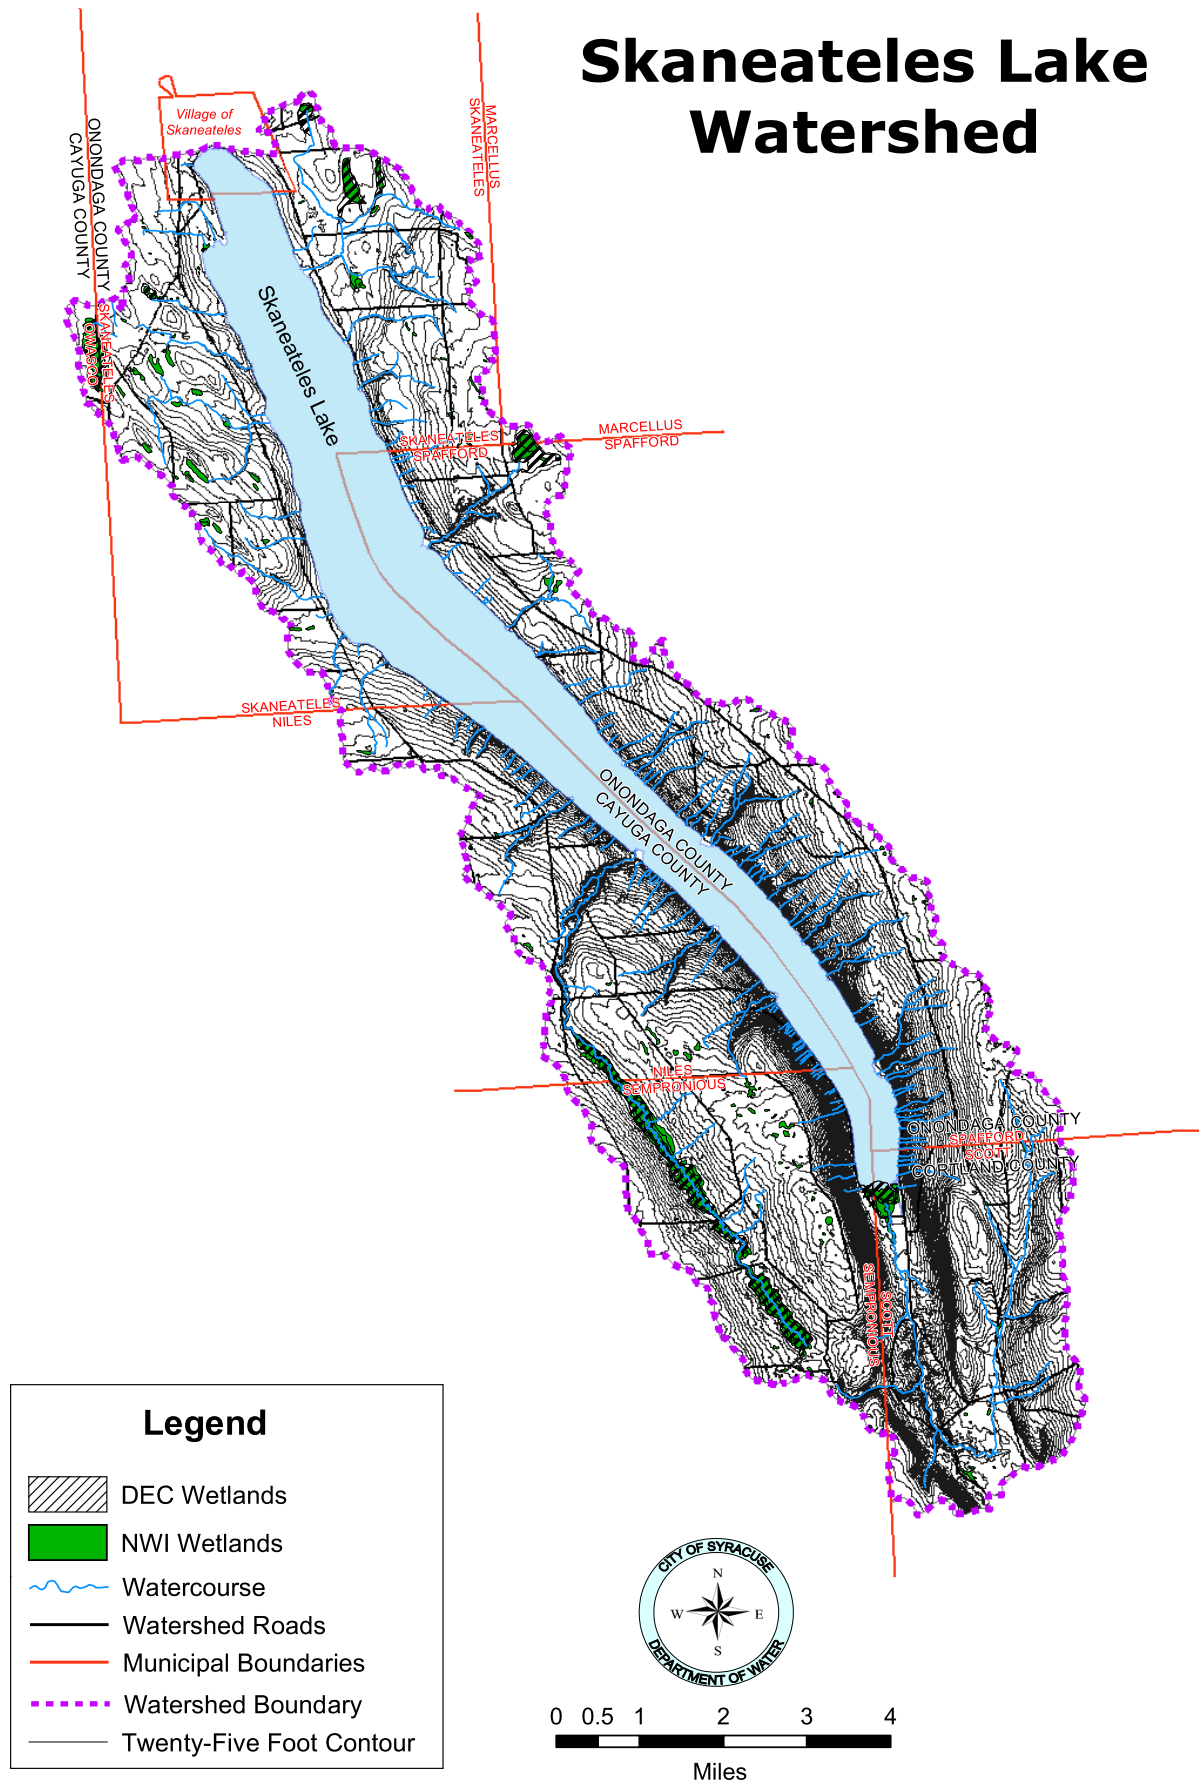 Skaneateles Lake
Watershed
Village of
Skaneateles
MARCELLUS
SKANEATELES
ONONDAGA COUNTY
CAYUGA COUNTY
SKANEATELES
OWASCO
Skaneateles Lake
SKANEATELES
SPAFFORD
MARCELLUS
SPAFFORD
SKANEATELES
NILES
ONONDAGA COUNTY
CAYUGA COUNTY
NILES
SEMPRONIOUS
ONONDAGA COUNTY
SPAFFORD
SCOTT
CORTLAND COUNTY
SCOTT
SEMPRONIOUS
Legend
DEC Wetlands
NWI Wetlands
Watercourse
Watershed Roads
Municipal Boundaries
Watershed Boundary
Twenty-Five Foot Contour
CITY OF SYRACUSE
N
W E
S
DEPARTMENT OF WATER
0 0.5 1 2 3 4
Miles